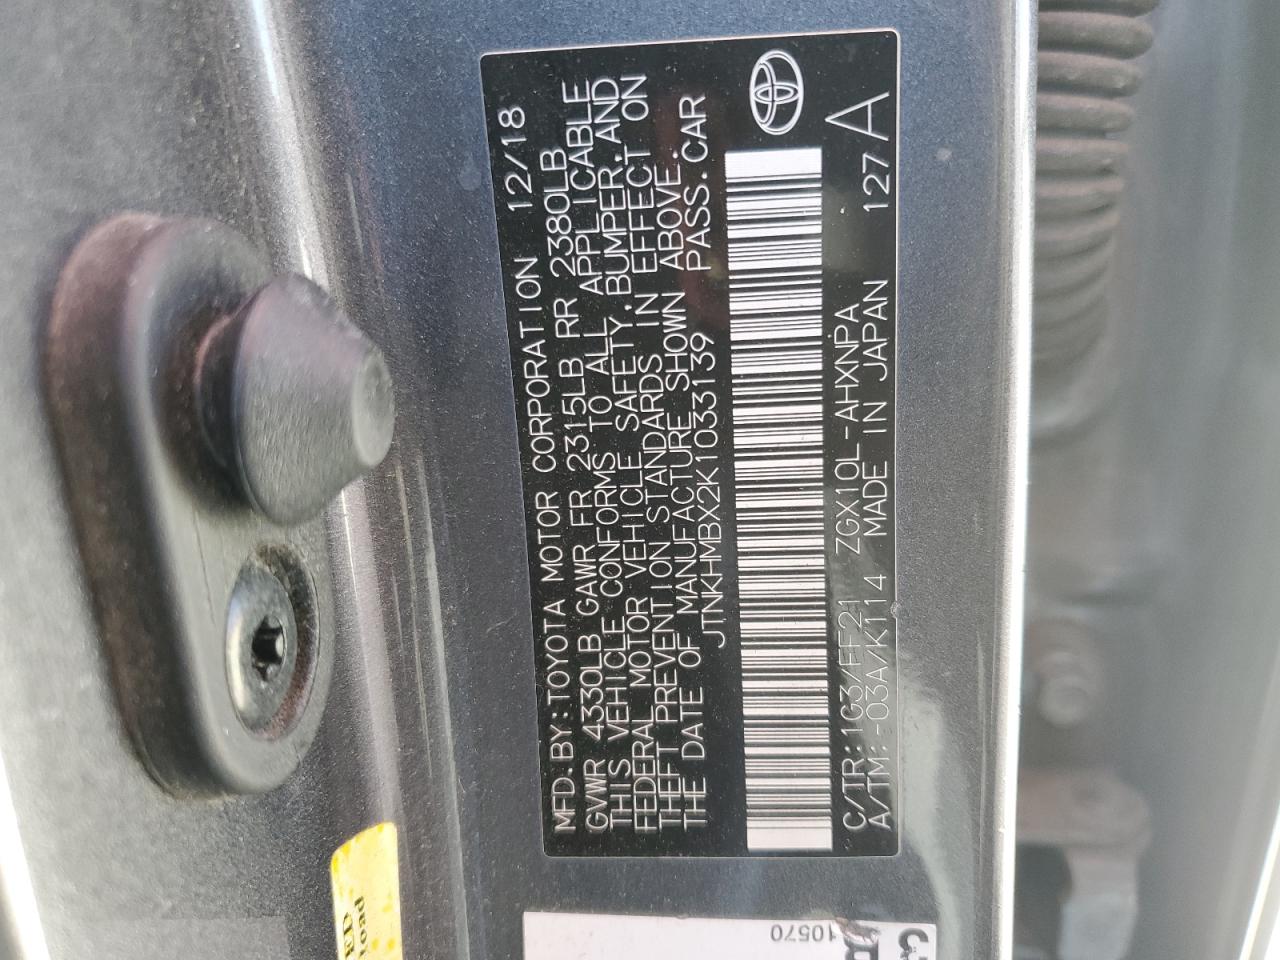 MFD.BY:TOYOTA MOTOR CORPORATION 12/18
GVWR 4330LB GAWR FR 2315LB RR 2380LB
THIS VEHICLE CONFORMS TO ALL APPLICABLE
FEDERAL MOTOR VEHICLE SAFETY,BUMPER,AND
THEFT PREVENTION STANDARDS IN EFFECT ON
THE DATE OF MANUFACTURE SHOWN ABOVE.
JTNKHMBX2K1033139 PASS.CAR
C/TR:1G3/EF21 ZGX10L-AHXNPA
A/TM:-03A/K114 MADE IN JAPAN 127 A
10570